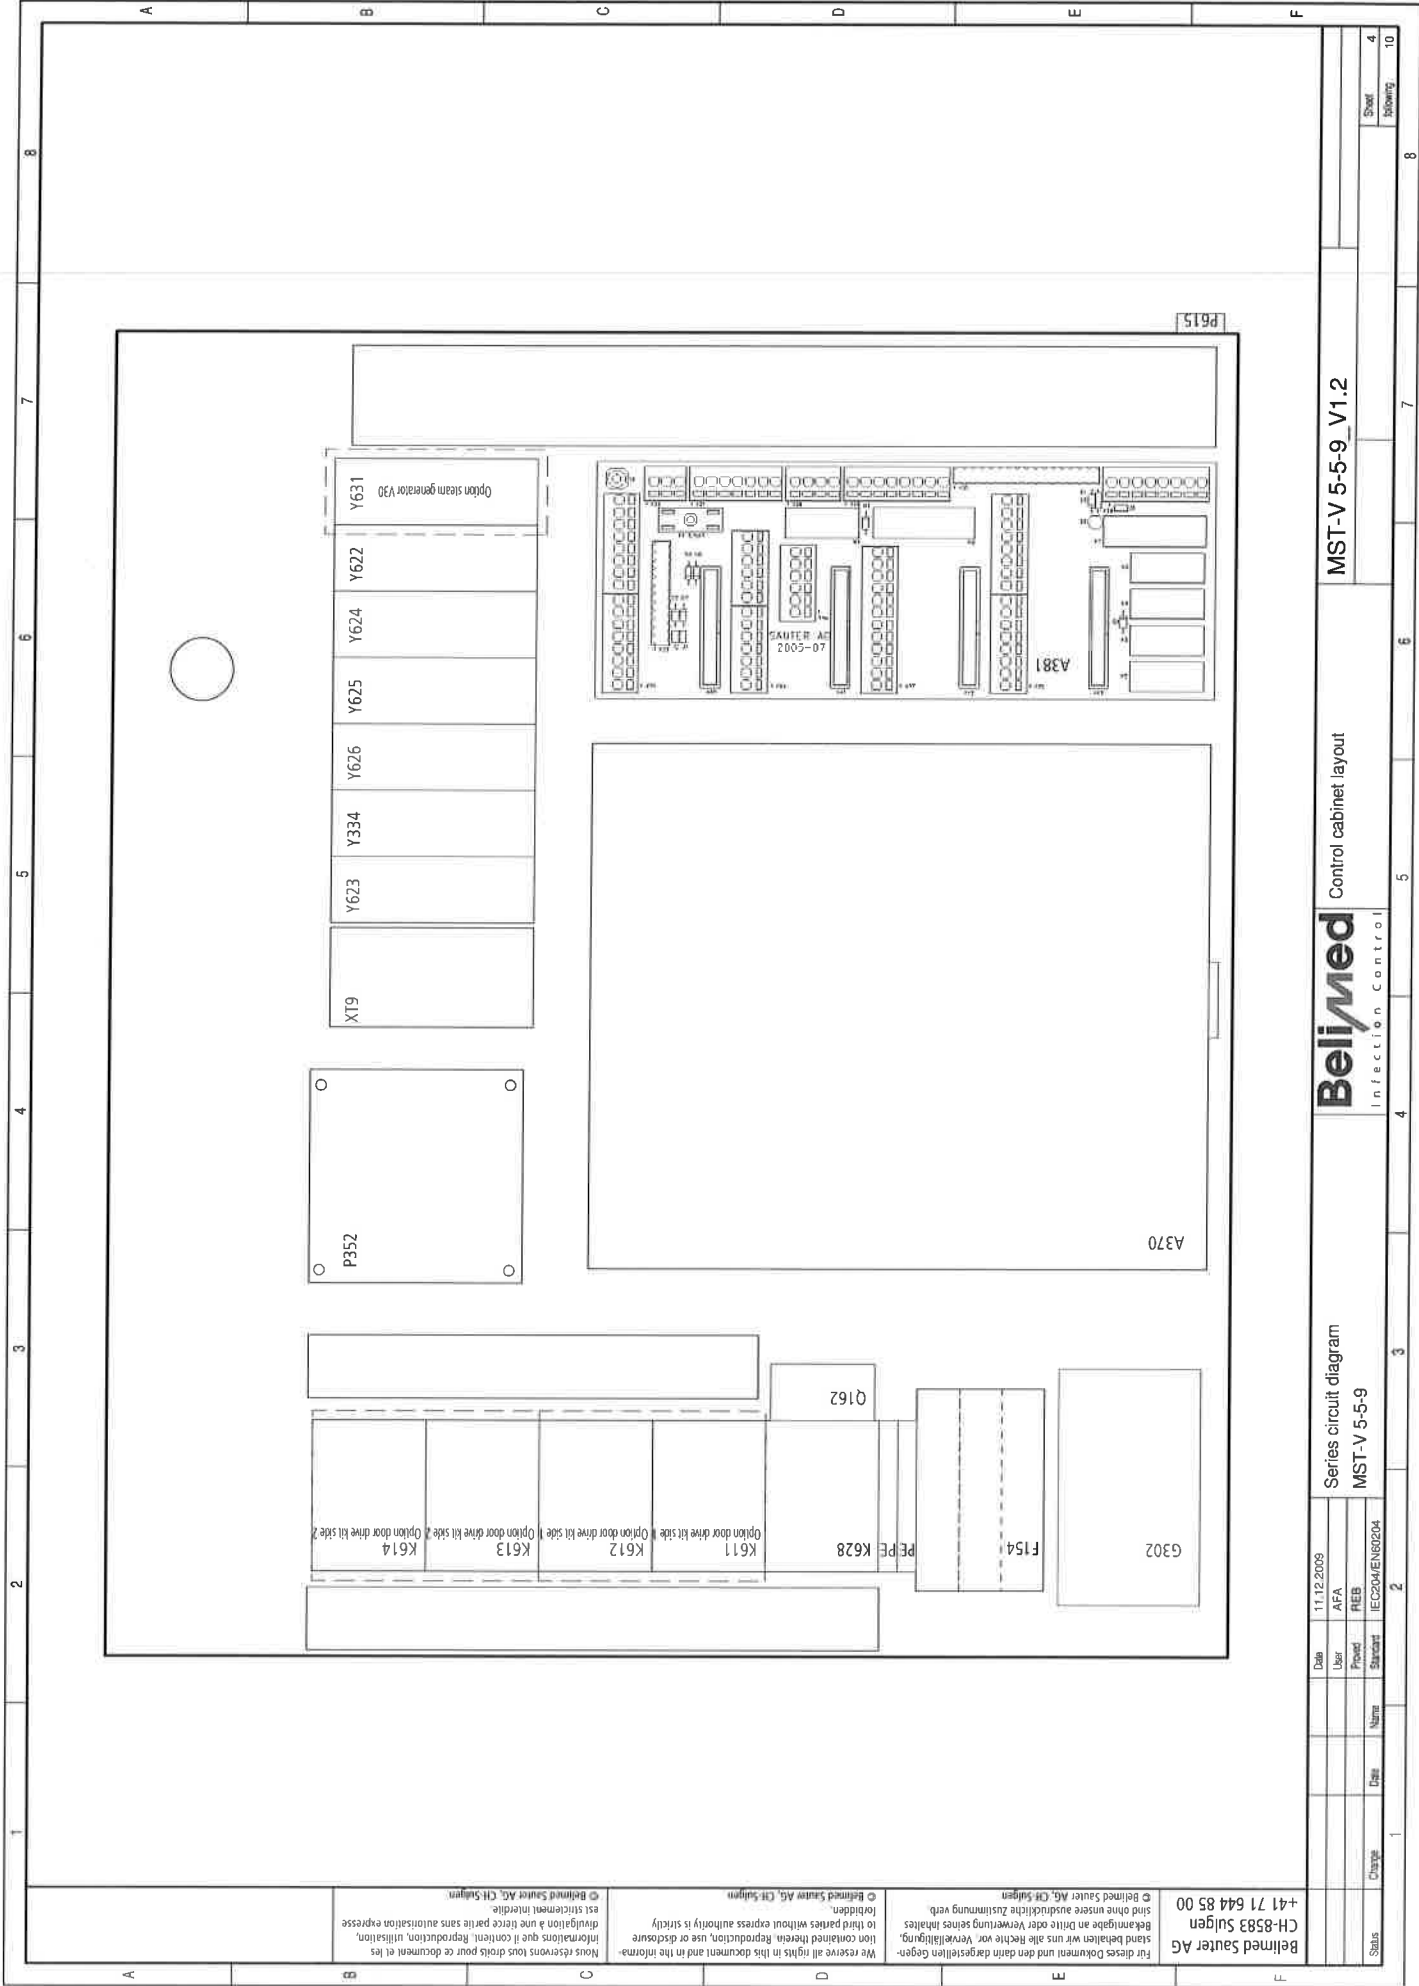 1
2
3
4
5
6
7
8
A
B
C
D
E
F
Y631
Option steam generator V30
Y622
Y624
Y625
Y626
Y334
Y623
XT9
P352
P615
SAUTER AG
2005-07
A381
A370
Q162
K614
Option door drive kit side 2
K613
Option door drive kit side 2
K612
Option door drive kit side 1
K611
Option door drive kit side 1
K628
PE
PE
F154
G302
Nous réservons tous droits pour ce document et les
informations que il contient. Reproduction, utilisation,
divulgation à une tierce partie sans autorisation expresse
est strictement interdite.
© Belimed Sauter AG, CH-Sulgen
We reserve all rights in this document and in the informa-
tion contained therein. Reproduction, use or disclosure
to third parties without express authority is strictly
forbidden.
© Belimed Sauter AG, CH-Sulgen
Für dieses Dokument und den darin dargestellten Gegen-
stand behalten wir uns alle Rechte vor. Vervielfältigung,
Bekanntgabe an Dritte oder Verwertung seines Inhaltes
sind ohne unsere ausdrückliche Zustimmung verb.
© Belimed Sauter AG, CH-Sulgen
Belimed Sauter AG
CH-8583 Sulgen
+41 71 644 85 00
Status
Change
Date
Name
Date 11.12.2009
User AFA
Proved REB
Standard IEC204/EN60204
Series circuit diagram
MST-V 5-5-9
Belimed
Infection Control
Control cabinet layout
MST-V 5-5-9_V1.2
Sheet 4
following 10
1
2
3
4
5
6
7
8
A
B
C
D
E
F